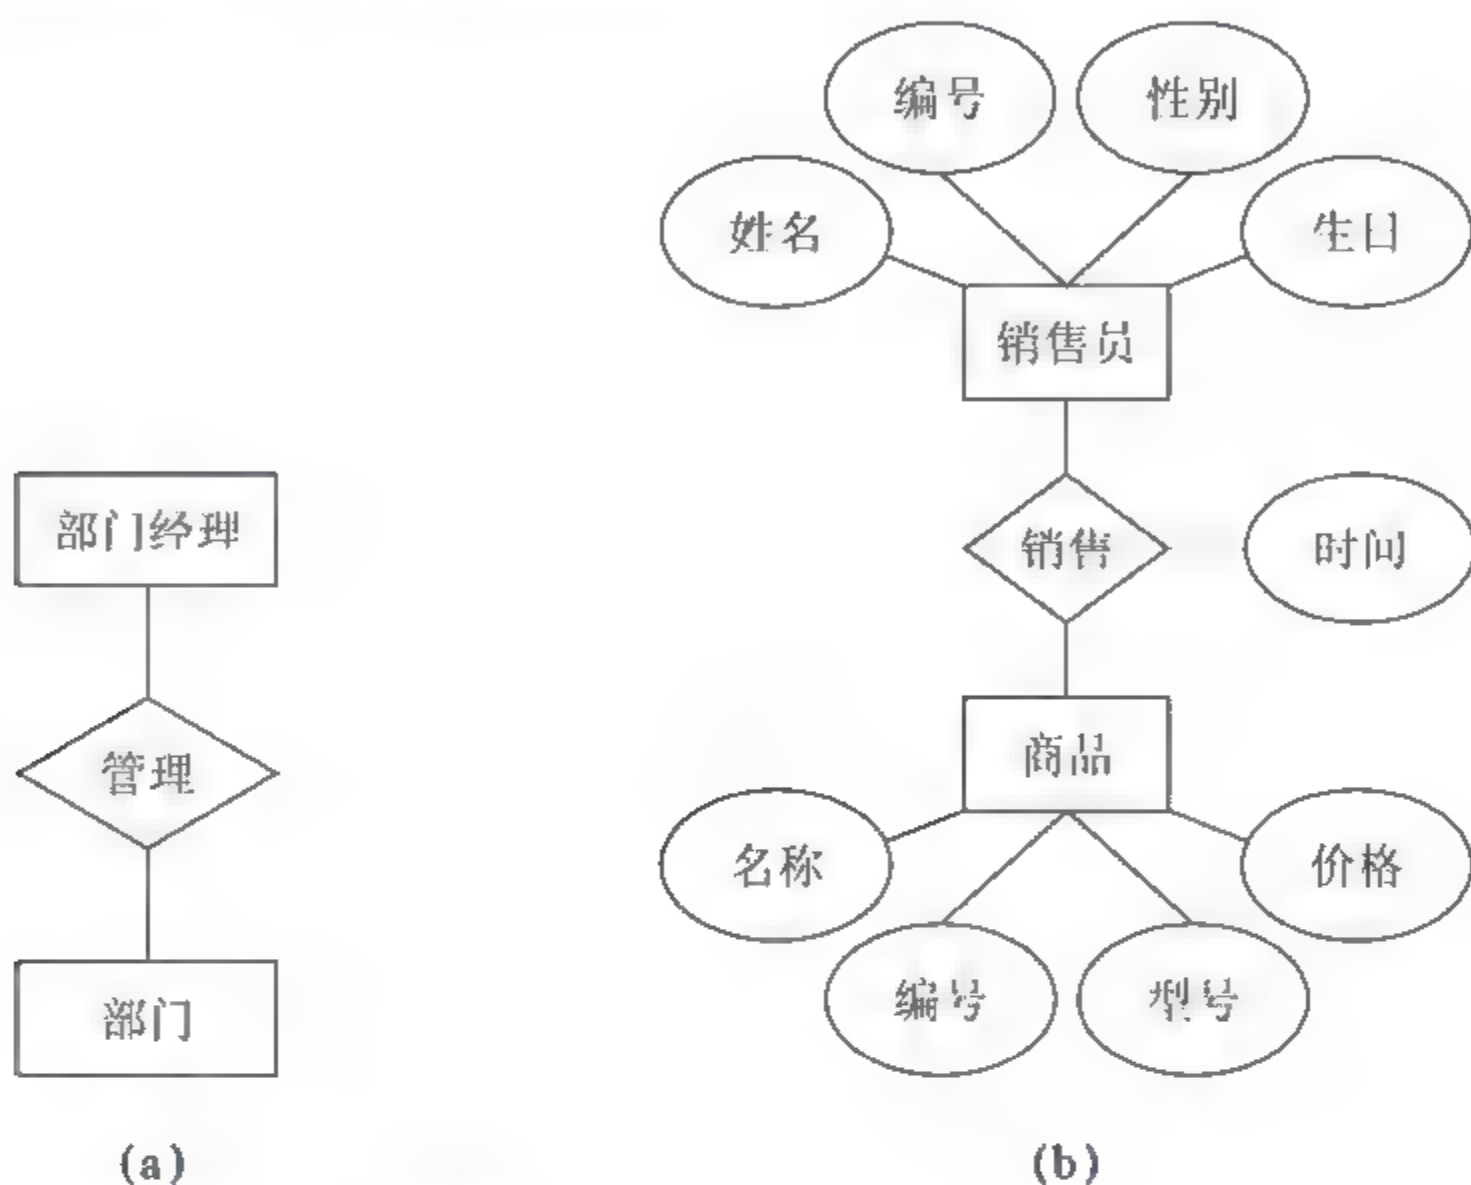 编号
性别
姓名
生日
销售员
部门经理
销售
时间
商品
管理
名称
价格
编号
型号
部门
(a)
(b)